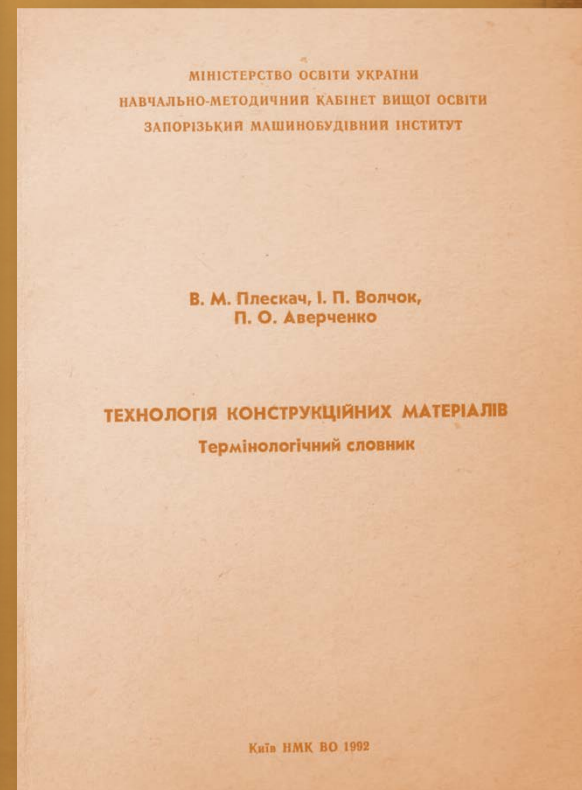 МІНІСТЕРСТВО ОСВІТИ УКРАЇНИ
НАВЧАЛЬНО-МЕТОДИЧНИЙ КАБІНЕТ ВИЩОЇ ОСВІТИ
ЗАПОРІЗЬКИЙ МАШИНОБУДІВНИЙ ІНСТИТУТ
В. М. Плескач, І. П. Волчок,
П. О. Аверченко
ТЕХНОЛОГІЯ КОНСТРУКЦІЙНИХ МАТЕРІАЛІВ
Термінологічний словник
Київ НМК ВО 1992